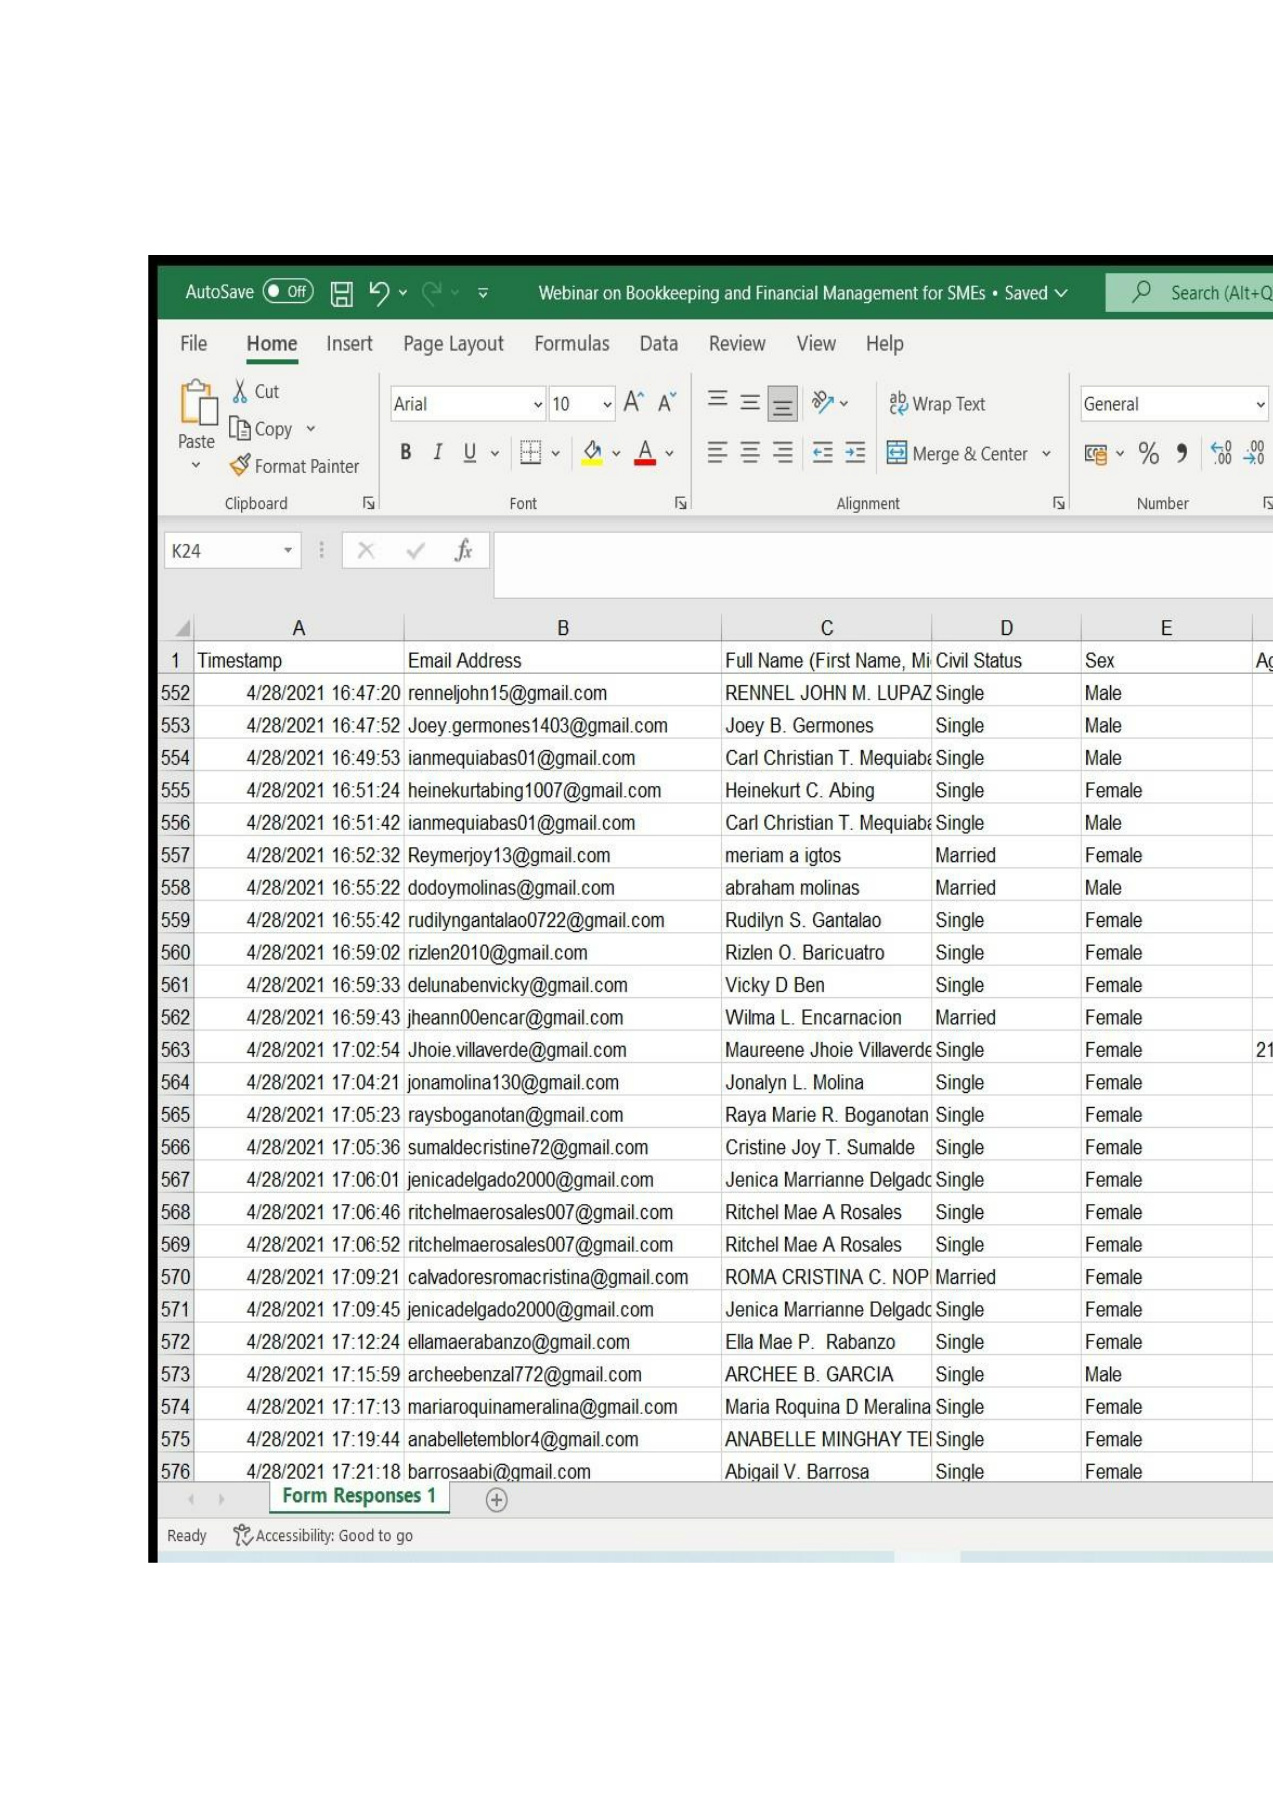 AutoSave Off Webinar on Bookkeeping and Financial Management for SMEs • Saved Search (Alt+Q
File Home Insert Page Layout Formulas Data Review View Help
Cut
Arial 10 Wrap Text General
Paste Copy
Format Painter B I U A Merge & Center % .00
Clipboard Font Alignment Number
K24 fx
A B C D E
1 Timestamp Email Address Full Name (First Name, Mi Civil Status Sex Ag
552 4/28/2021 16:47:20 renneljohn15@gmail.com RENNEL JOHN M. LUPAZ Single Male
553 4/28/2021 16:47:52 Joey.germones1403@gmail.com Joey B. Germones Single Male
554 4/28/2021 16:49:53 ianmequiabas01@gmail.com Carl Christian T. Mequiaba Single Male
555 4/28/2021 16:51:24 heinekurtabing1007@gmail.com Heinekurt C. Abing Single Female
556 4/28/2021 16:51:42 ianmequiabas01@gmail.com Carl Christian T. Mequiaba Single Male
557 4/28/2021 16:52:32 Reymerjoy13@gmail.com meriam a igtos Married Female
558 4/28/2021 16:55:22 dodoymolinas@gmail.com abraham molinas Married Male
559 4/28/2021 16:55:42 rudilyngantalao0722@gmail.com Rudilyn S. Gantalao Single Female
560 4/28/2021 16:59:02 rizlen2010@gmail.com Rizlen O. Baricuatro Single Female
561 4/28/2021 16:59:33 delunabenvicky@gmail.com Vicky D Ben Single Female
562 4/28/2021 16:59:43 jheann00encar@gmail.com Wilma L. Encarnacion Married Female
563 4/28/2021 17:02:54 Jhoie.villaverde@gmail.com Maureene Jhoie Villaverde Single Female 21
564 4/28/2021 17:04:21 jonamolina130@gmail.com Jonalyn L. Molina Single Female
565 4/28/2021 17:05:23 raysboganotan@gmail.com Raya Marie R. Boganotan Single Female
566 4/28/2021 17:05:36 sumaldecristine72@gmail.com Cristine Joy T. Sumalde Single Female
567 4/28/2021 17:06:01 jenicadelgado2000@gmail.com Jenica Marrianne Delgado Single Female
568 4/28/2021 17:06:46 ritchelmaerosales007@gmail.com Ritchel Mae A Rosales Single Female
569 4/28/2021 17:06:52 ritchelmaerosales007@gmail.com Ritchel Mae A Rosales Single Female
570 4/28/2021 17:09:21 calvadoresromacristina@gmail.com ROMA CRISTINA C. NOP Married Female
571 4/28/2021 17:09:45 jenicadelgado2000@gmail.com Jenica Marrianne Delgado Single Female
572 4/28/2021 17:12:24 ellamaerabanzo@gmail.com Ella Mae P. Rabanzo Single Female
573 4/28/2021 17:15:59 archeebenzal772@gmail.com ARCHEE B. GARCIA Single Male
574 4/28/2021 17:17:13 mariaroquinameralina@gmail.com Maria Roquina D Meralina Single Female
575 4/28/2021 17:19:44 anabelletemblor4@gmail.com ANABELLE MINGHAY TE Single Female
576 4/28/2021 17:21:18 barrosaabi@gmail.com Abigail V. Barrosa Single Female
Form Responses 1
Ready Accessibility: Good to go